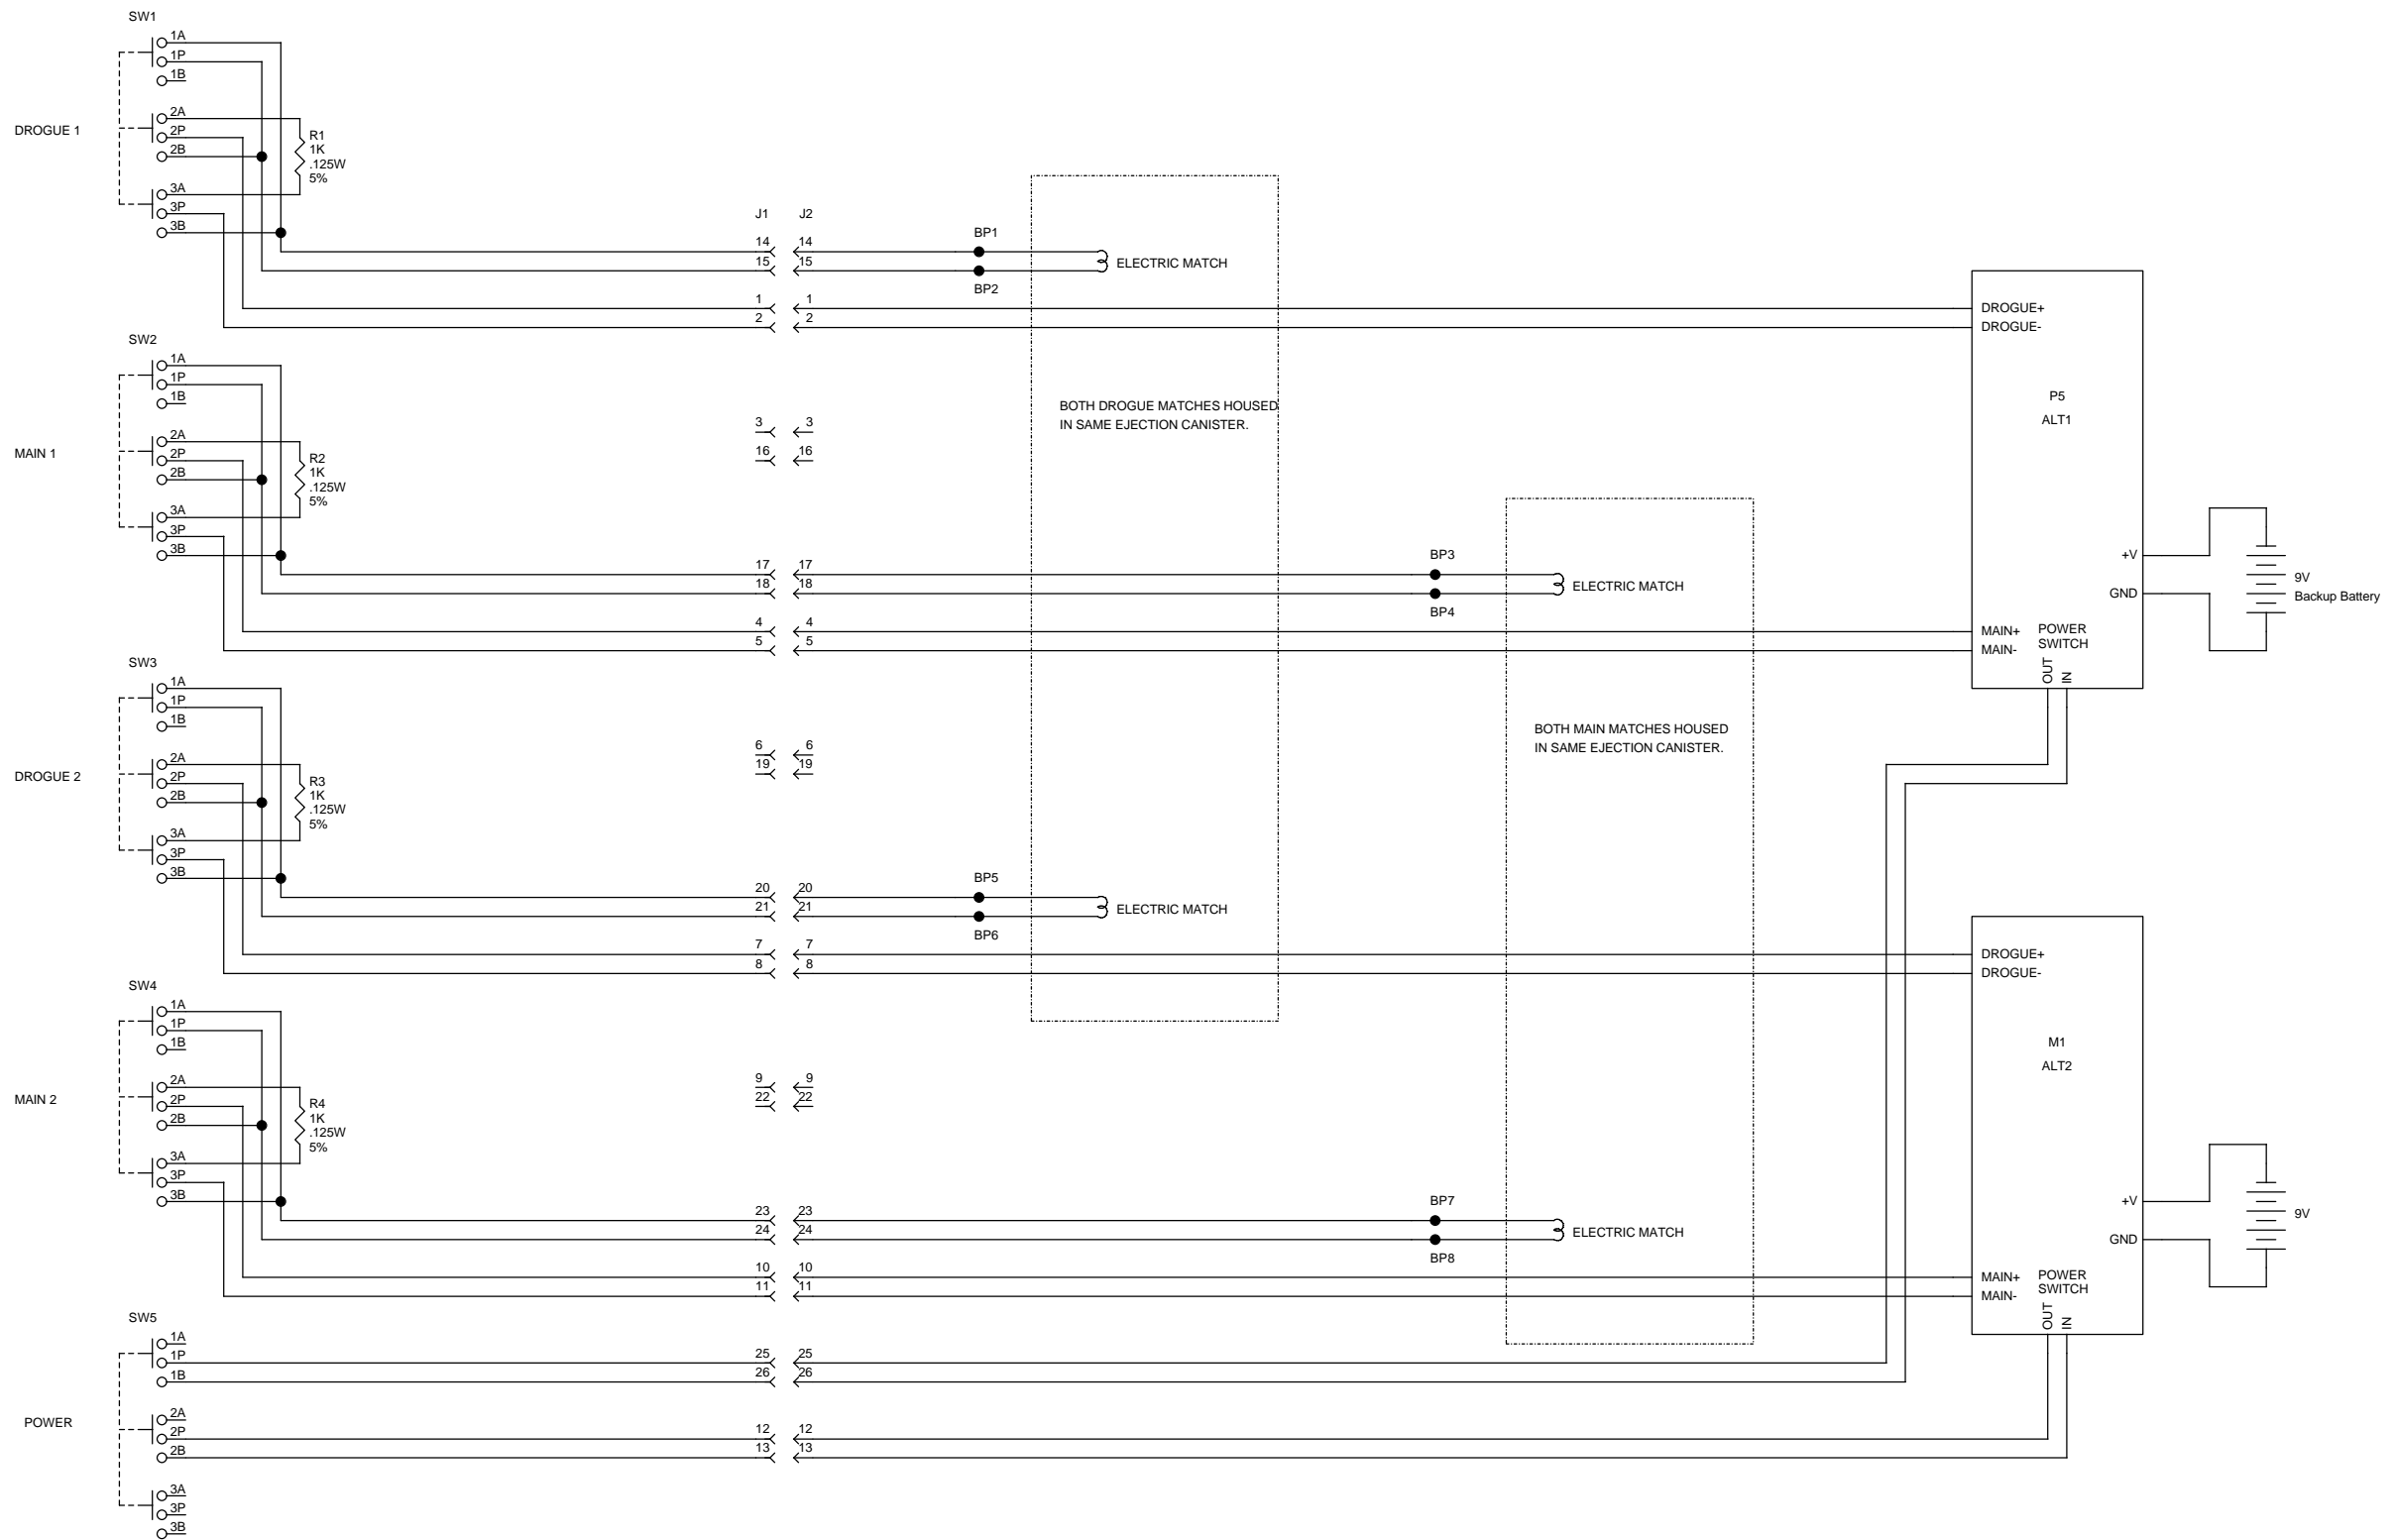 SW1
1A
1P
1B
DROGUE 1
2A
2P
2B
3A
3P
3B
R1
1K
.125W
5%
J1
J2
14
14
15
15
BP1
BP2
ELECTRIC MATCH
1
1
2
2
DROGUE+
DROGUE-
SW2
1A
1P
1B
MAIN 1
2A
2P
2B
3A
3P
3B
R2
1K
.125W
5%
3
3
16
16
BOTH DROGUE MATCHES HOUSED
IN SAME EJECTION CANISTER.
P5
ALT1
17
17
18
18
BP3
BP4
ELECTRIC MATCH
+V
GND
9V
Backup Battery
4
4
5
5
MAIN+
MAIN-
POWER
SWITCH
OUT
IN
SW3
1A
1P
1B
DROGUE 2
2A
2P
2B
3A
3P
3B
R3
1K
.125W
5%
6
6
19
19
BOTH MAIN MATCHES HOUSED
IN SAME EJECTION CANISTER.
20
20
21
21
BP5
BP6
ELECTRIC MATCH
7
7
8
8
DROGUE+
DROGUE-
SW4
1A
1P
1B
MAIN 2
2A
2P
2B
3A
3P
3B
R4
1K
.125W
5%
9
9
22
22
M1
ALT2
23
23
24
24
BP7
BP8
ELECTRIC MATCH
+V
GND
9V
10
10
11
11
MAIN+
MAIN-
POWER
SWITCH
OUT
IN
SW5
1A
1P
1B
25
25
26
26
POWER
2A
2P
2B
12
12
13
13
3A
3P
3B